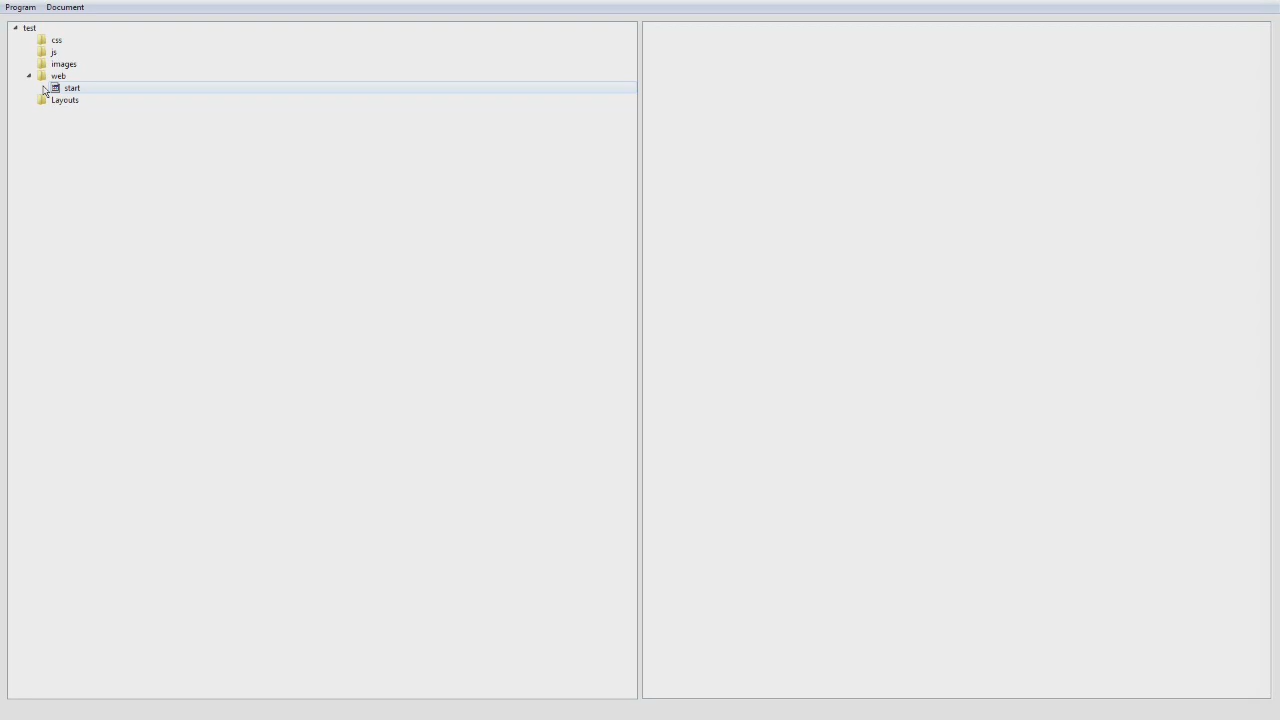 Program Document
test
css
js
images
web
start
Layouts